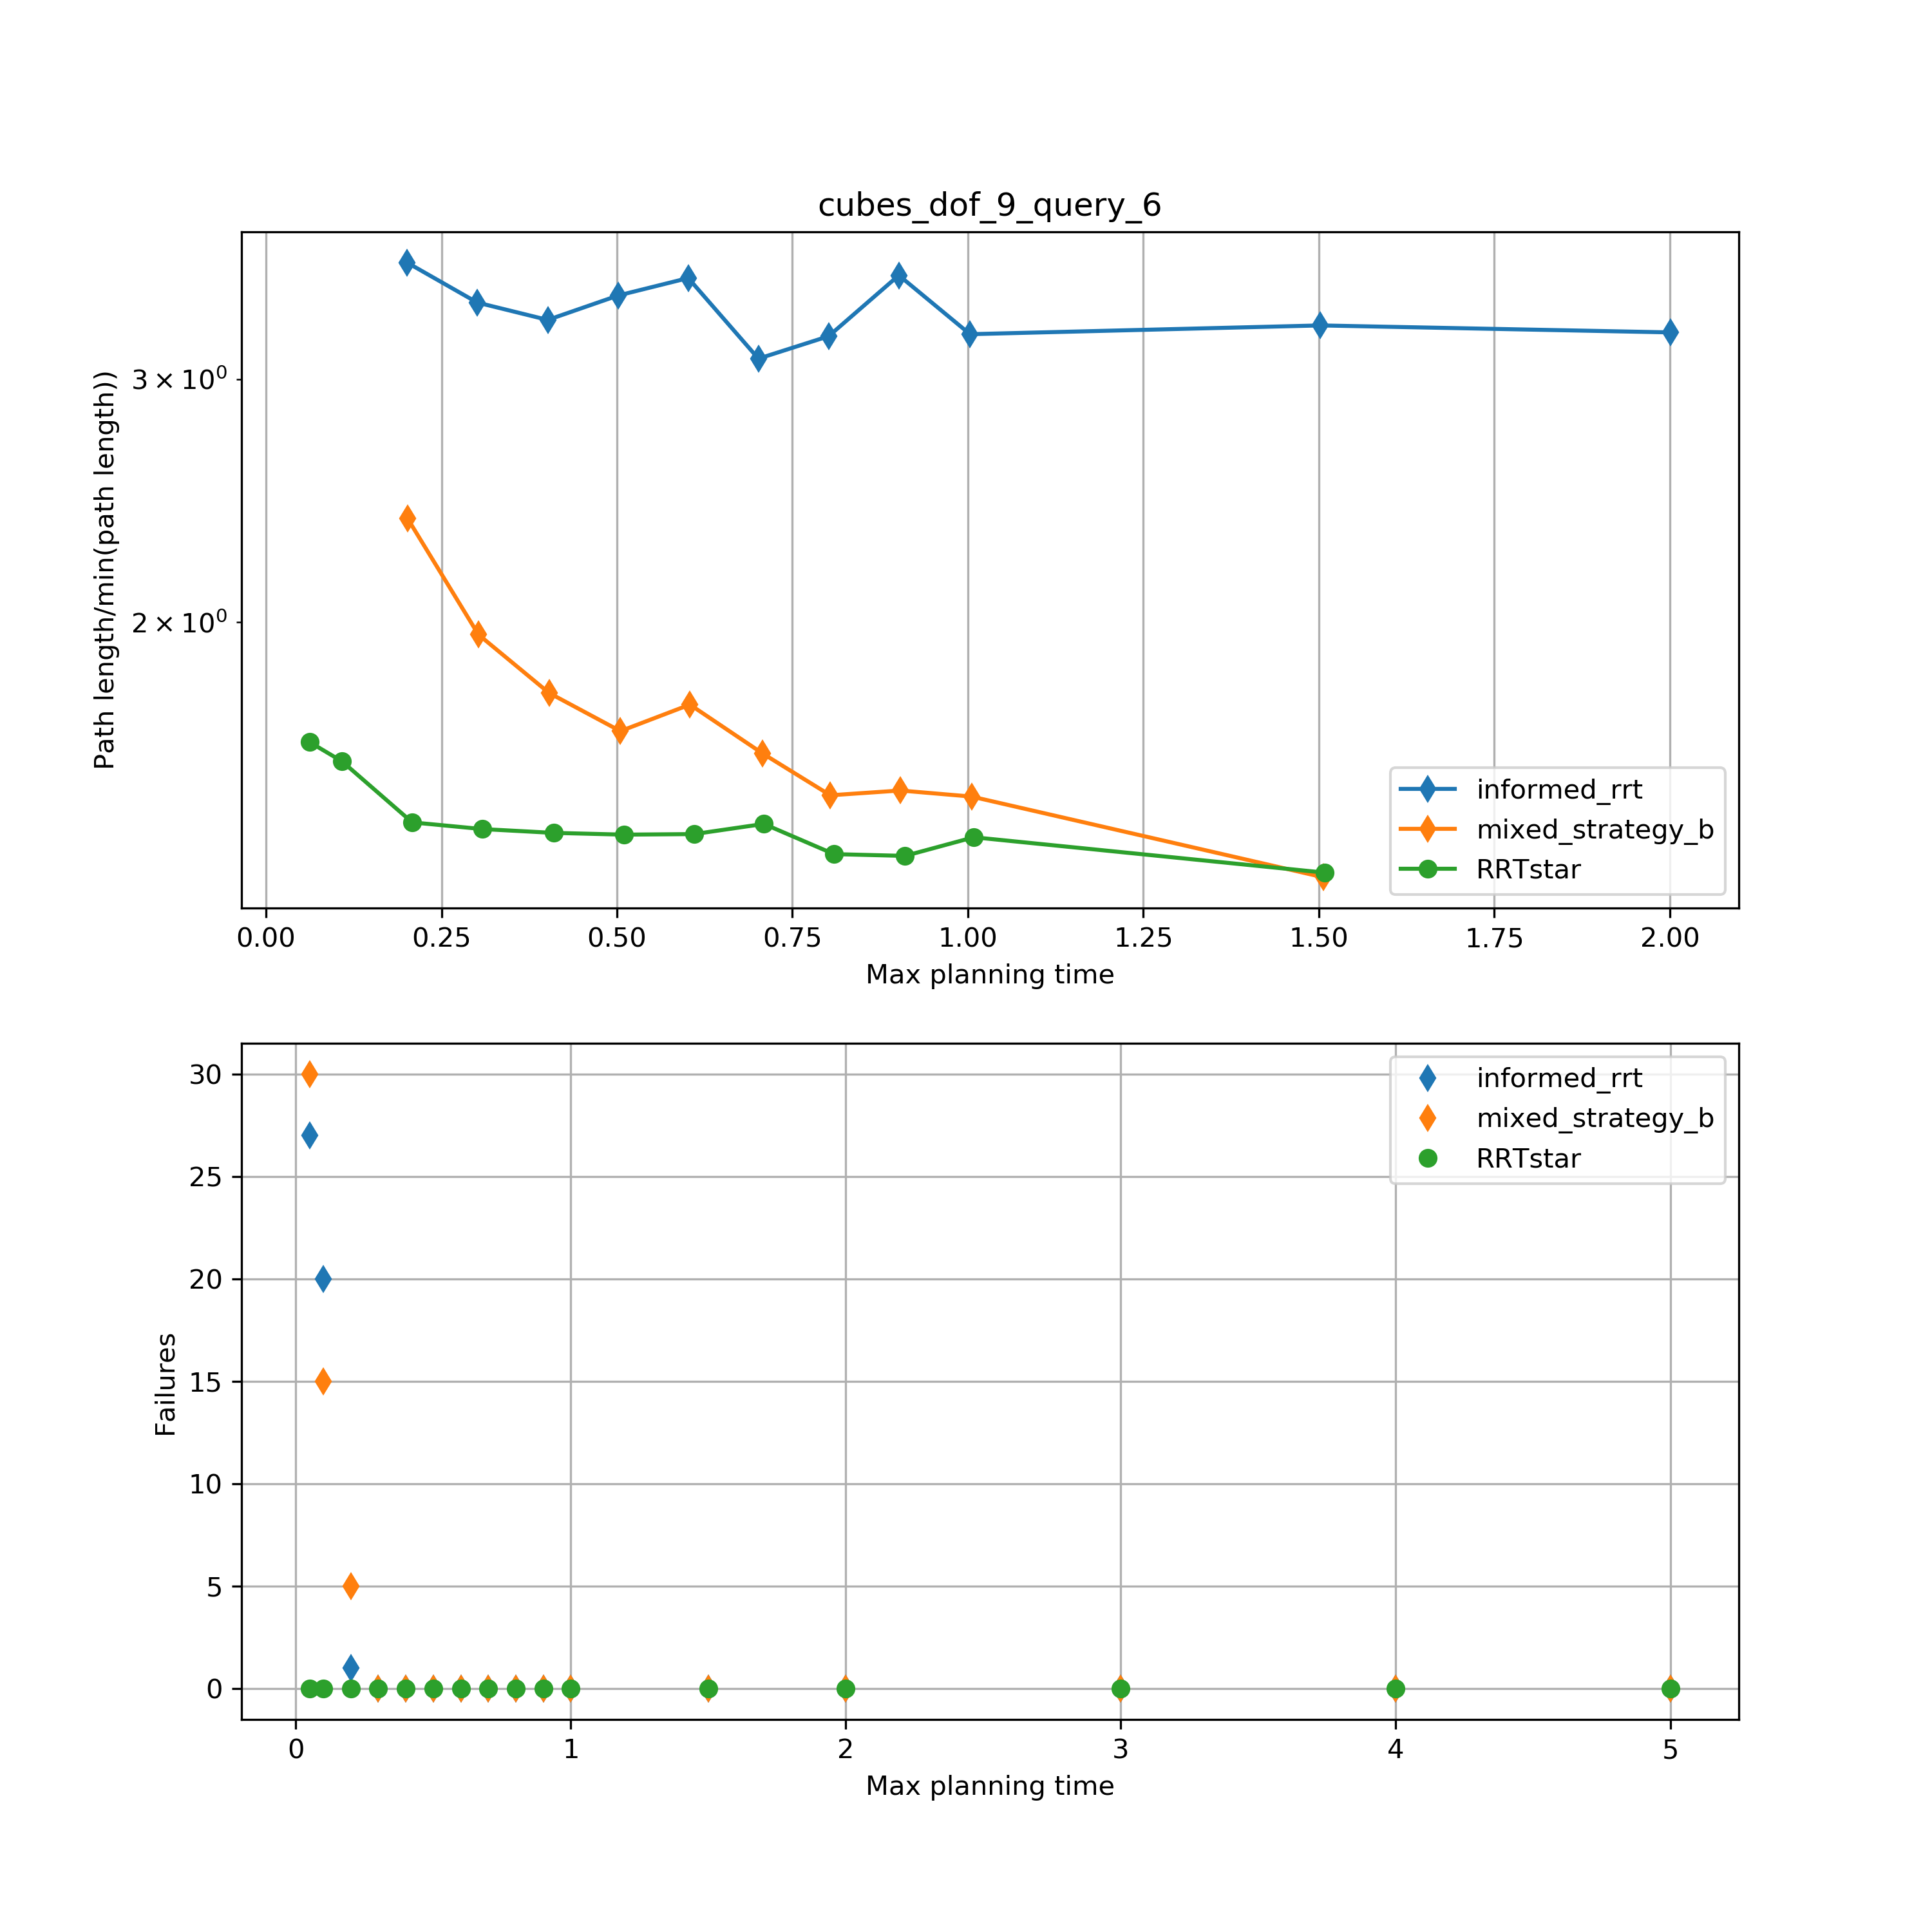 cubes_dof_9_query_6
Path length/min(path length))
3 × 10⁰
2 × 10⁰
0.00 0.25 0.50 0.75 1.00 1.25 1.50 1.75 2.00
Max planning time
informed_rrt
mixed_strategy_b
RRTstar
Failures
30
25
20
15
10
5
0
0 1 2 3 4 5
Max planning time
informed_rrt
mixed_strategy_b
RRTstar